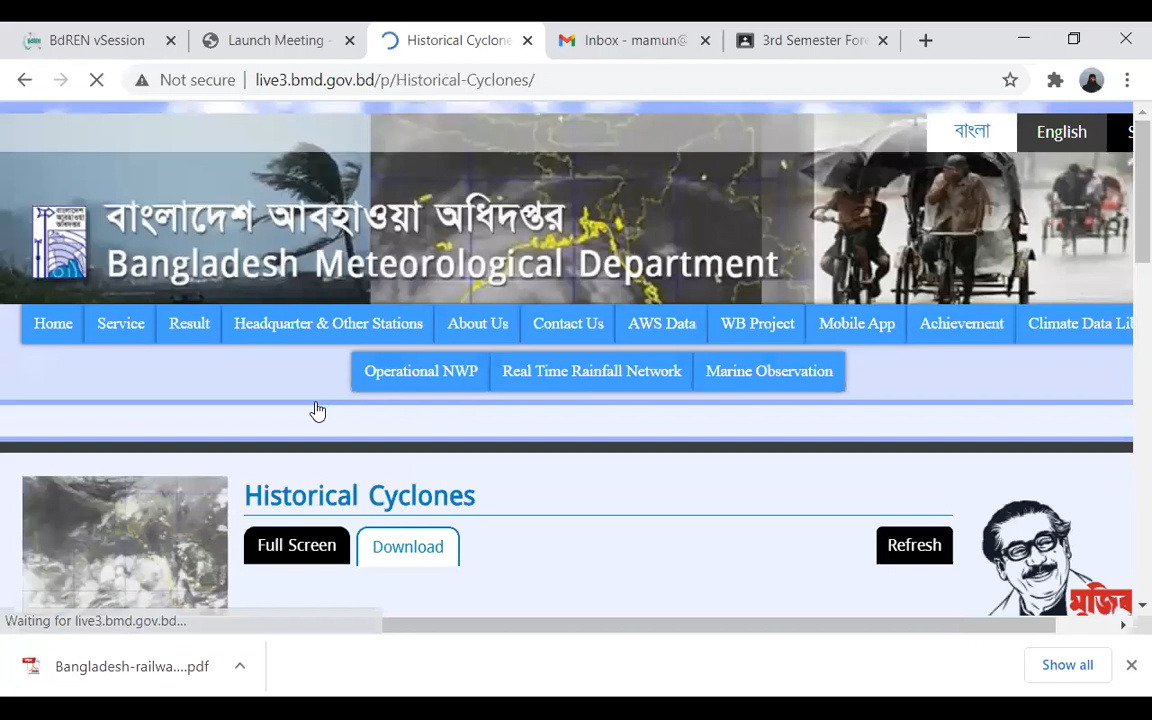 BdREN vSession
Launch Meeting -
Historical Cyclone
Inbox - mamun@
3rd Semester For
Not secure | live3.bmd.gov.bd/p/Historical-Cyclones/
বাংলা
English
S
বাংলাদেশ আবহাওয়া অধিদপ্তর
Bangladesh Meteorological Department
Home Service Result Headquarter & Other Stations About Us Contact Us AWS Data WB Project Mobile App Achievement Climate Data Lib
Operational NWP Real Time Rainfall Network Marine Observation
Historical Cyclones
Full Screen Download Refresh
মুজিব
Waiting for live3.bmd.gov.bd...
Bangladesh-railwa....pdf
Show all